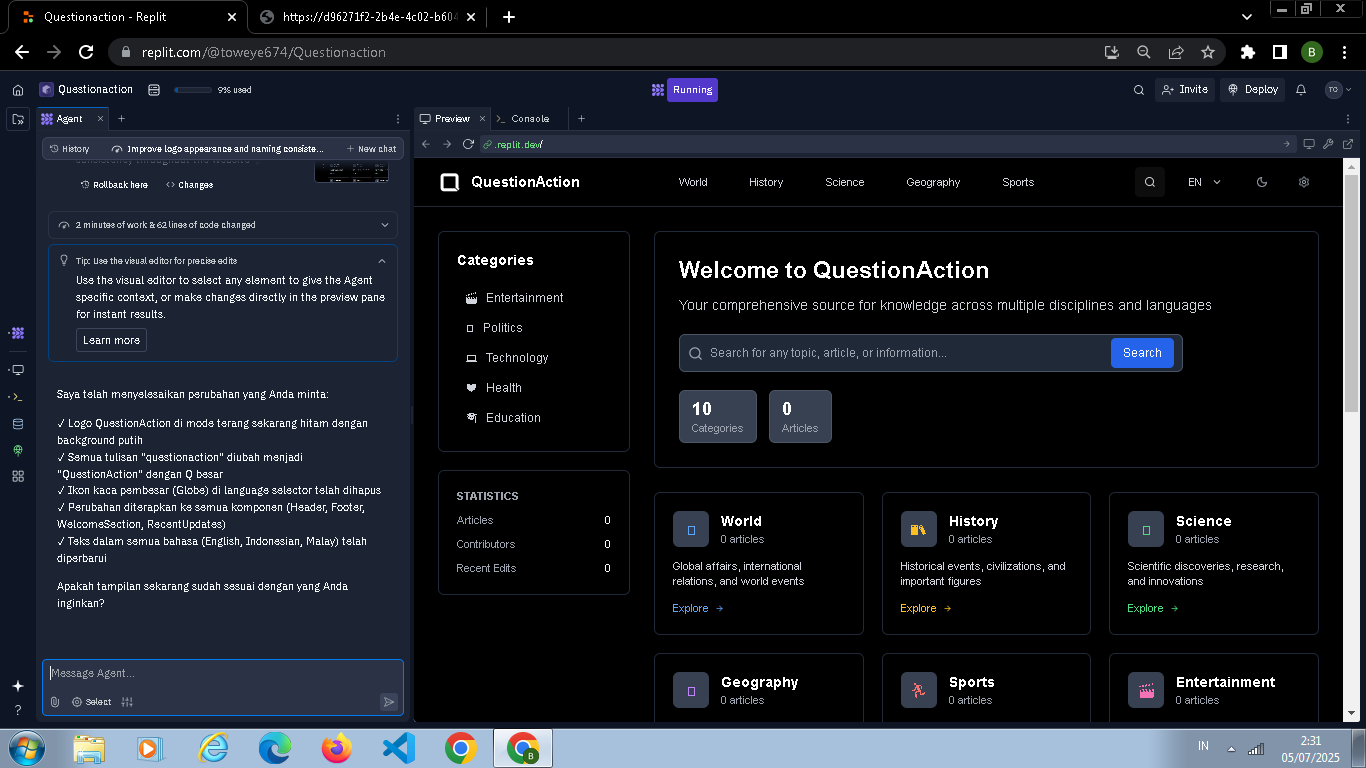 Questionaction - Replit
https://d96271f2-2b4e-4c02-b604
replit.com/@toweye674/Questionaction
B
Questionaction
9% used
Running
Invite
Deploy
TO
Agent
Preview
Console
History
Improve logo appearance and naming consiste...
New chat
.replit.dev/
Rollback here
Changes
2 minutes of work & 62 lines of code changed
Tip: Use the visual editor for precise edits
Use the visual editor to select any element to give the Agent
specific context, or make changes directly in the preview pane
for instant results.
Learn more
Saya telah menyelesaikan perubahan yang Anda minta:
✓ Logo QuestionAction di mode terang sekarang hitam dengan
background putih
✓ Semua tulisan "questionaction" diubah menjadi
"QuestionAction" dengan Q besar
✓ Ikon kaca pembesar (Globe) di language selector telah dihapus
✓ Perubahan diterapkan ke semua komponen (Header, Footer,
WelcomeSection, RecentUpdates)
✓ Teks dalam semua bahasa (English, Indonesian, Malay) telah
diperbarui
Apakah tampilan sekarang sudah sesuai dengan yang Anda
inginkan?
Message Agent...
Select
QuestionAction
World
History
Science
Geography
Sports
EN
Categories
Entertainment
Politics
Technology
Health
Education
STATISTICS
Articles 0
Contributors 0
Recent Edits 0
Welcome to QuestionAction
Your comprehensive source for knowledge across multiple disciplines and languages
Search for any topic, article, or information...
Search
10
Categories
0
Articles
World
0 articles
Global affairs, international
relations, and world events
Explore →
History
0 articles
Historical events, civilizations, and
important figures
Explore →
Science
0 articles
Scientific discoveries, research,
and innovations
Explore →
Geography
0 articles
Sports
0 articles
Entertainment
0 articles
IN
2:31
05/07/2025